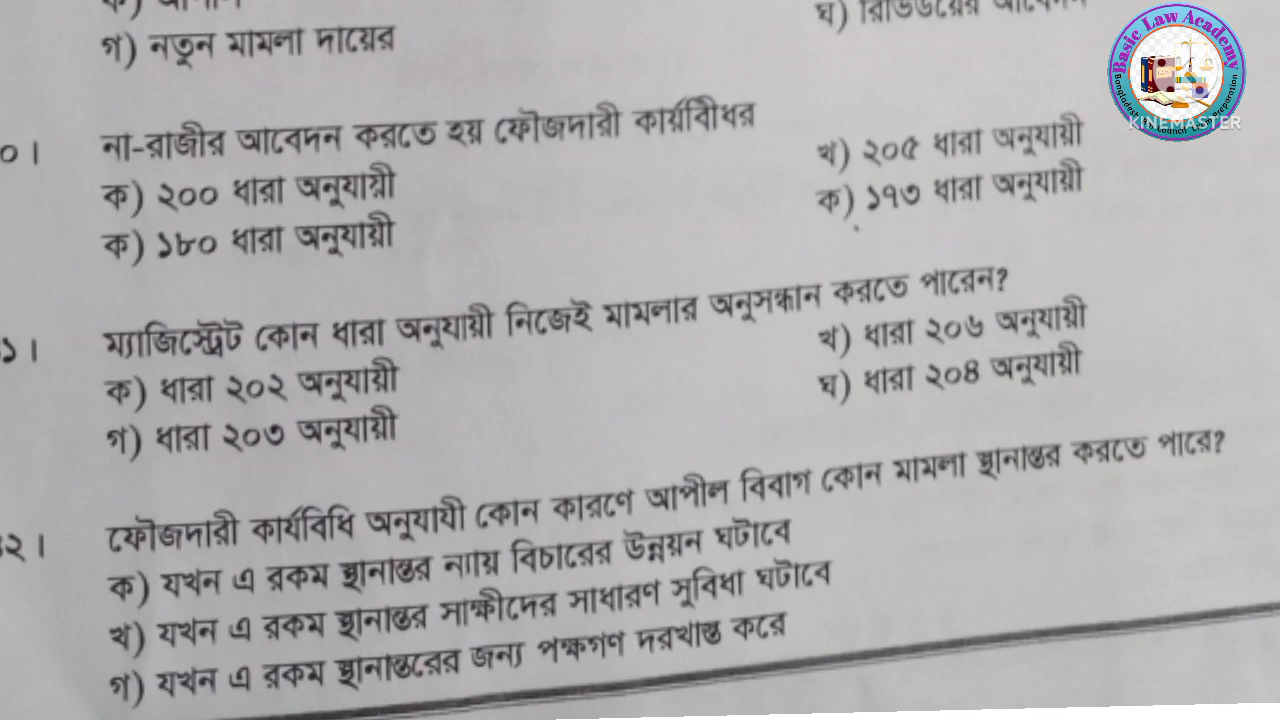 গ) নতুন মামলা দায়ের
ঘ) রিভিউয়ের আবেদন
০। না-রাজীর আবেদন করতে হয় ফৌজদারী কার্যবিধির
ক) ২০০ ধারা অনুযায়ী
খ) ২০৫ ধারা অনুযায়ী
ক) ১৮০ ধারা অনুযায়ী
ক) ১৭৩ ধারা অনুযায়ী
১। ম্যাজিস্ট্রেট কোন ধারা অনুযায়ী নিজেই মামলার অনুসন্ধান করতে পারেন?
ক) ধারা ২০২ অনুযায়ী
খ) ধারা ২০৬ অনুযায়ী
গ) ধারা ২০৩ অনুযায়ী
ঘ) ধারা ২০৪ অনুযায়ী
২। ফৌজদারী কার্যবিধি অনুযাযী কোন কারণে আপীল বিবাগ কোন মামলা স্থানান্তর করতে পারে?
ক) যখন এ রকম স্থানান্তর ন্যায় বিচারের উন্নয়ন ঘটাবে
খ) যখন এ রকম স্থানান্তর সাক্ষীদের সাধারণ সুবিধা ঘটাবে
গ) যখন এ রকম স্থানান্তরের জন্য পক্ষগণ দরখাস্ত করে
Basic Law Academy
KINEMASTER